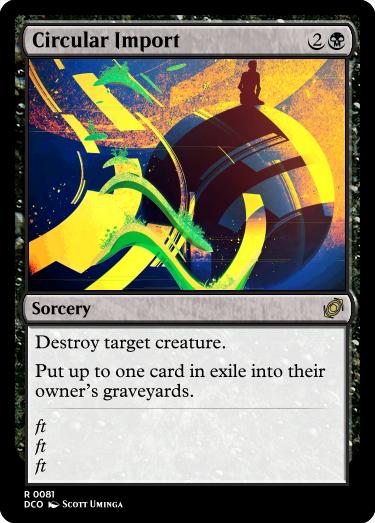 Circular Import 2
Sorcery
Destroy target creature.
Put up to one card in exile into their
owner's graveyards.
ft
ft
ft
R 0081
DCO Scott Uminga